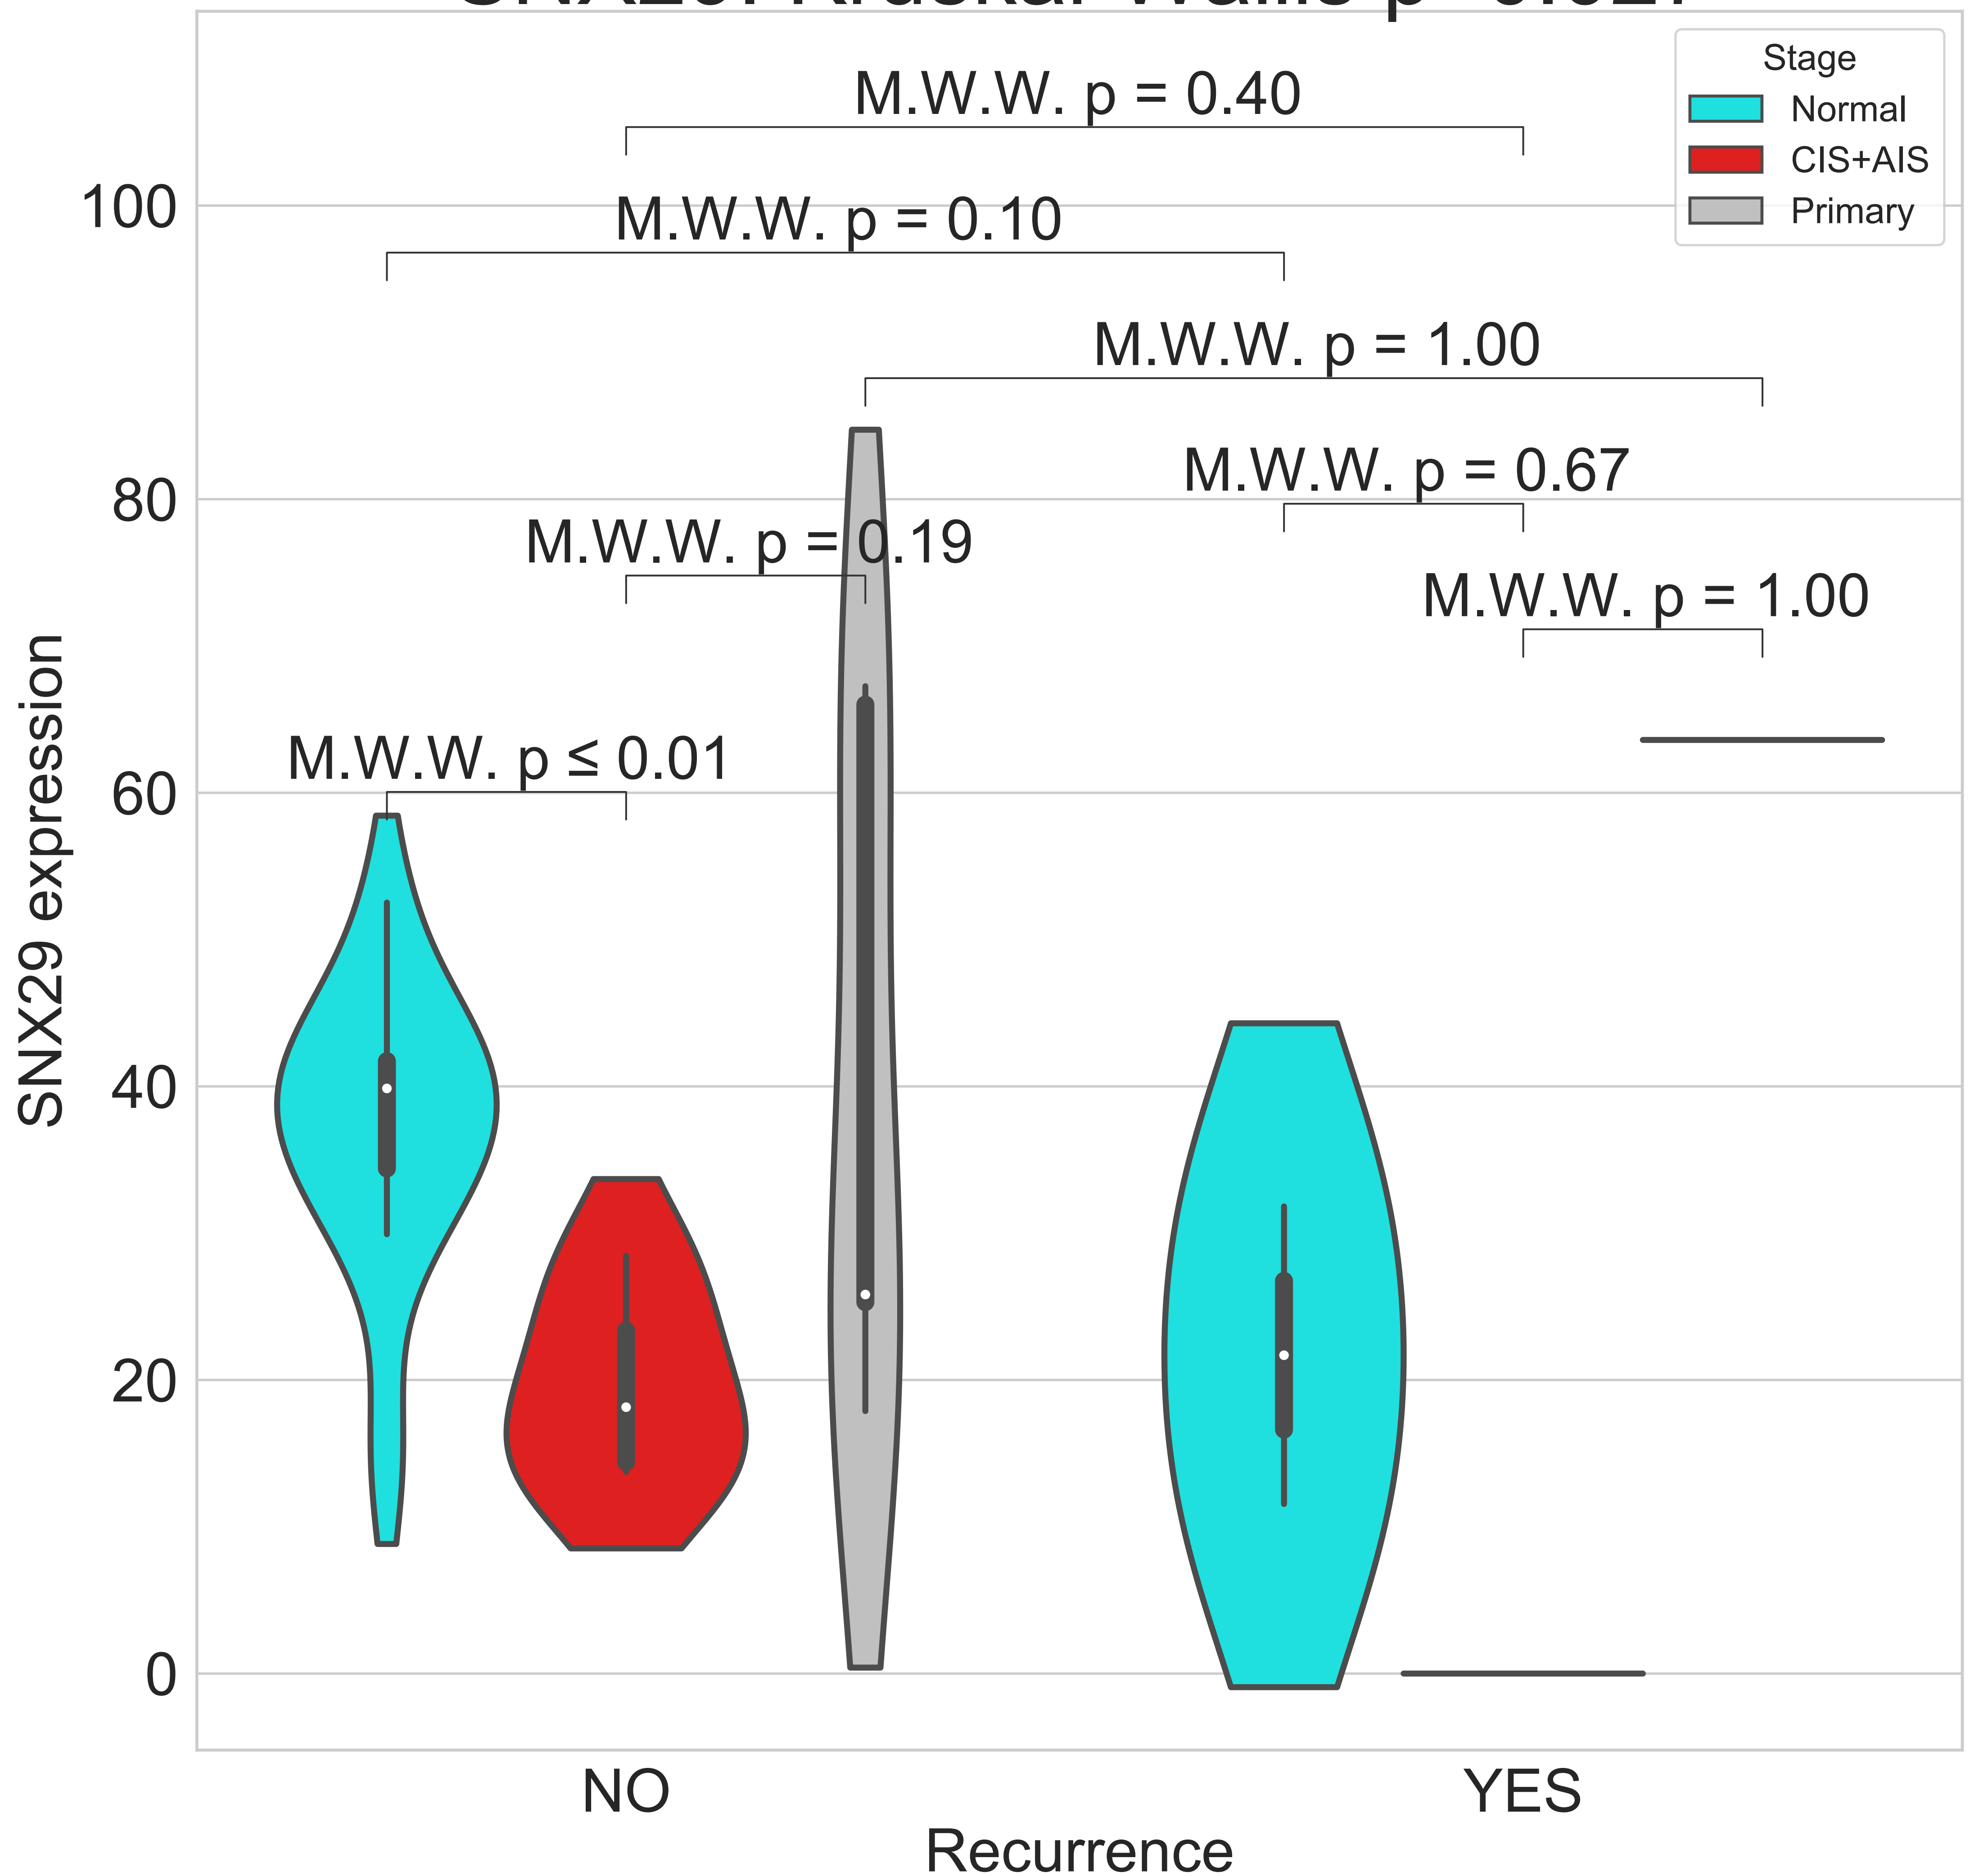 Stage
Normal
CIS+AIS
Primary
M.W.W. p = 0.40
M.W.W. p = 0.10
M.W.W. p = 1.00
M.W.W. p = 0.67
M.W.W. p = 0.19
M.W.W. p = 1.00
M.W.W. p ≤ 0.01
100
80
60
40
20
0
SNX29 expression
NO
YES
Recurrence